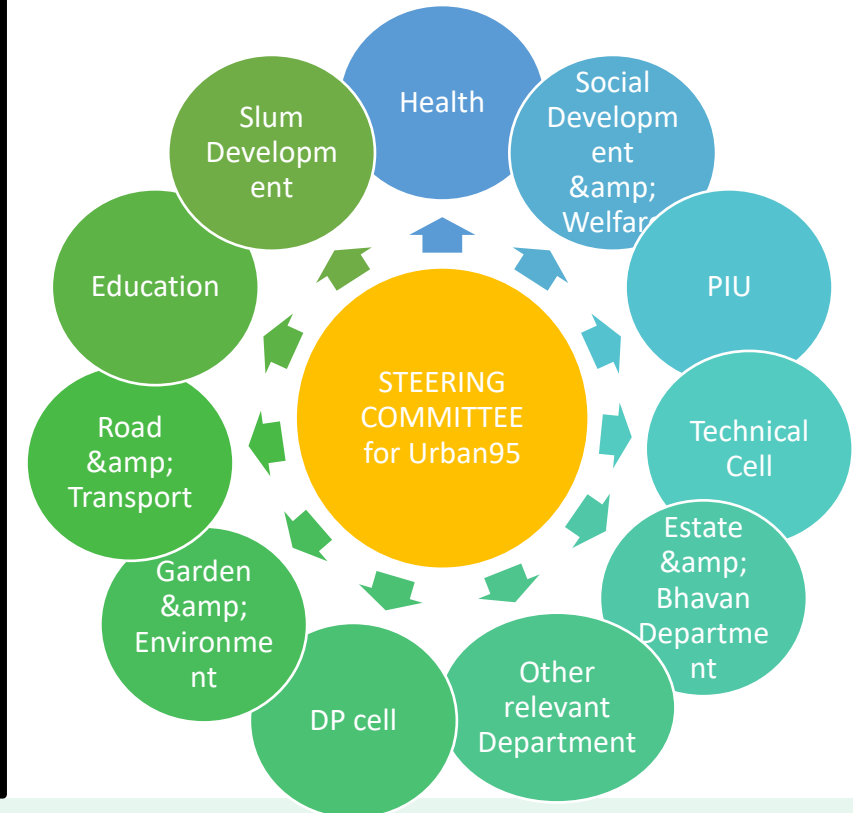 Health
Social
Developm
ent
&amp;
Welfare
PIU
Technical
Cell
Estate
&amp;
Bhavan
Departme
nt
Other
relevant
Department
DP cell
Garden
&amp;
Environme
nt
Road
&amp;
Transport
Education
Slum
Developm
ent
STEERING
COMMITTEE
for Urban95